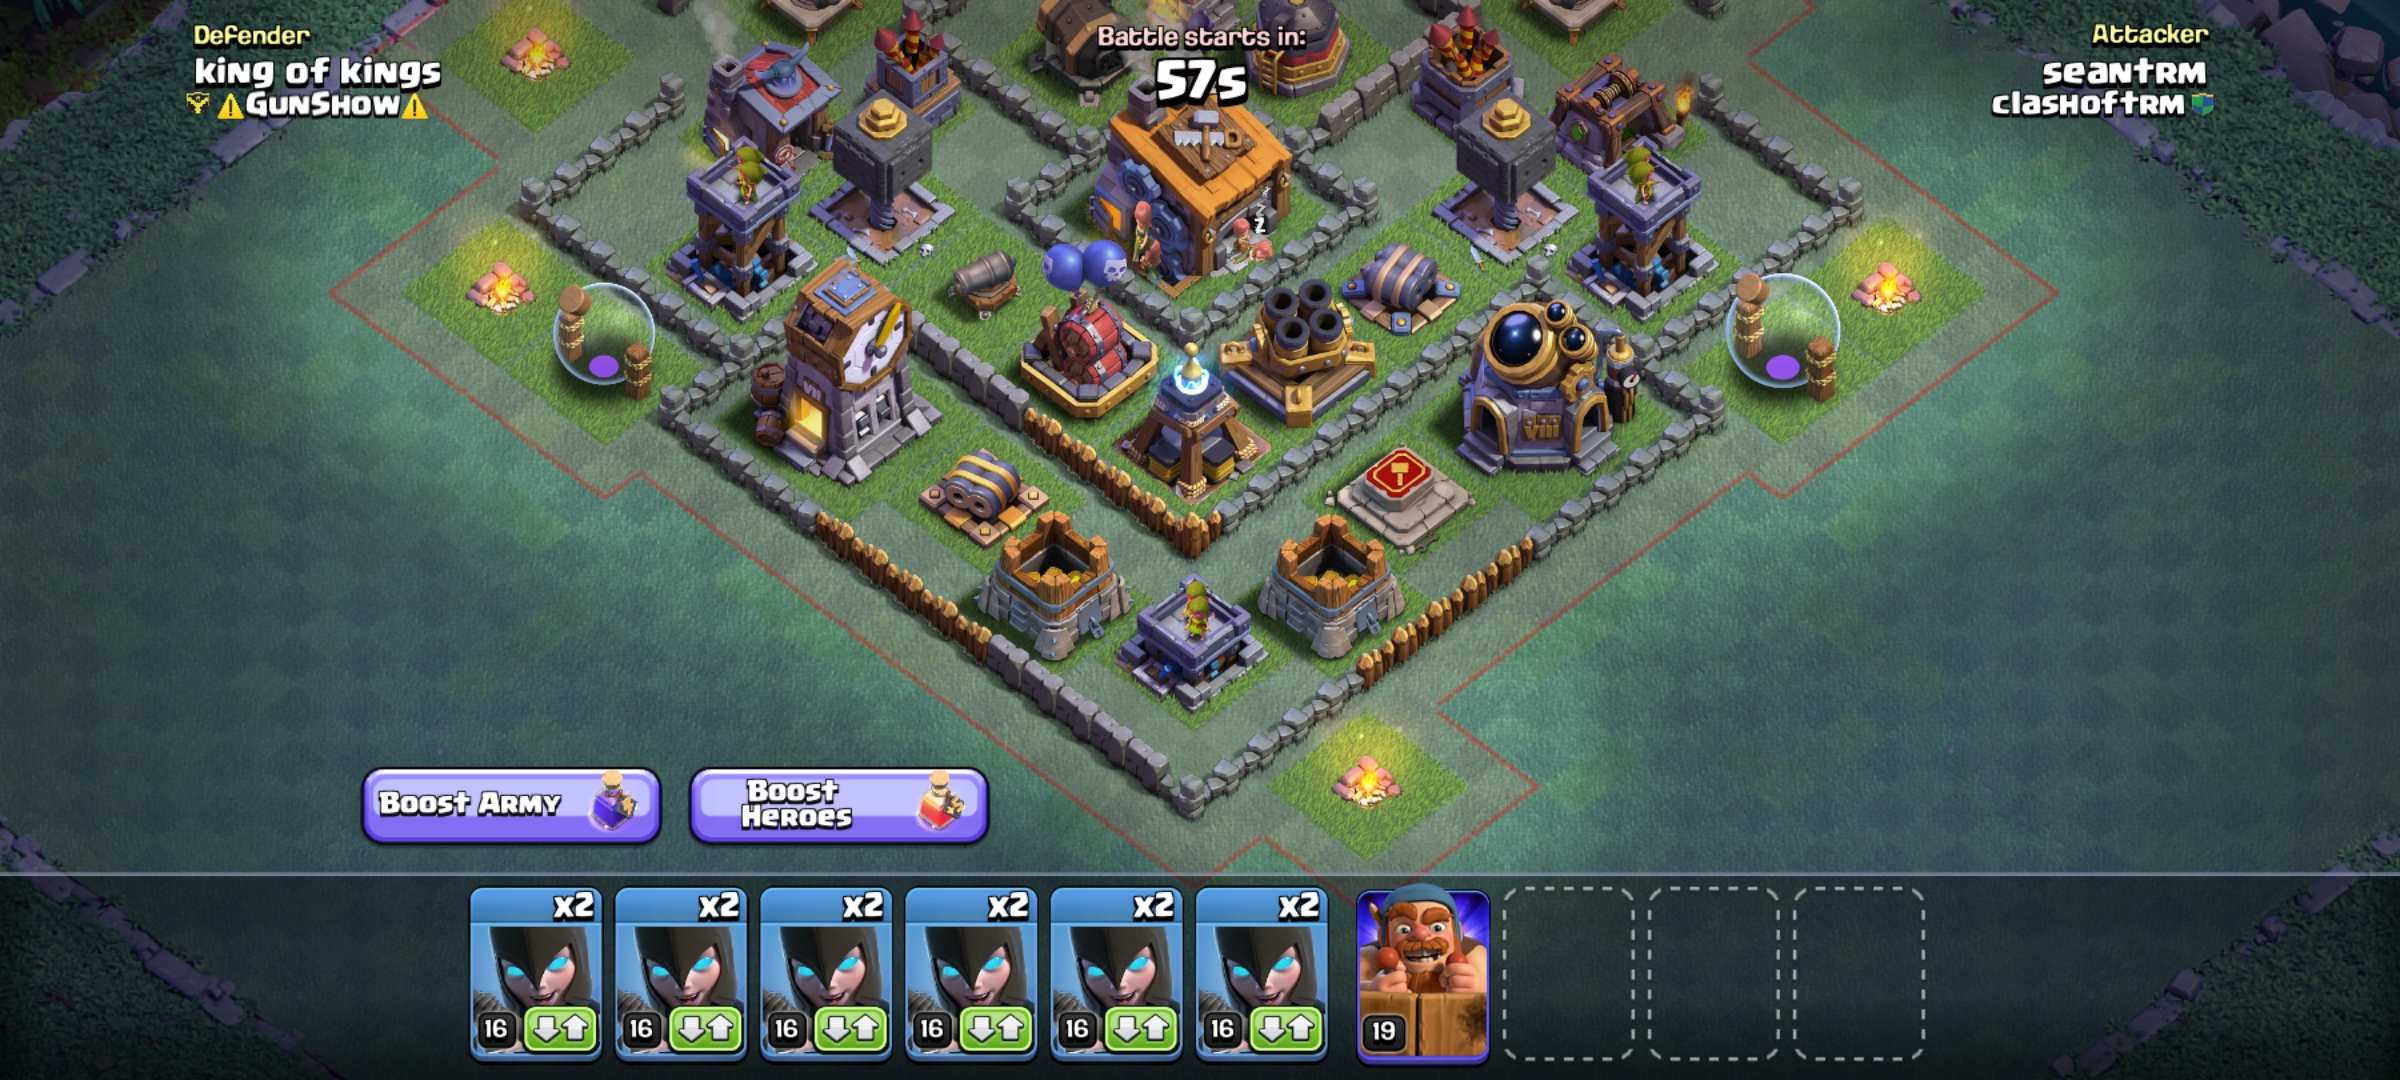 Defender
king of kings
⚠GUNSHOW⚠
Battle starts in:
57s
Attacker
seantRM
clashoftRM
VIII
Boost Army
Boost
Heroes
x2
x2
x2
x2
x2
x2
16
16
16
16
16
16
19